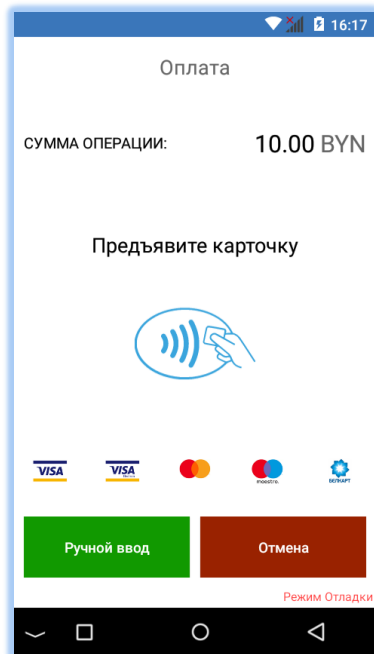 16:17
Оплата
СУММА ОПЕРАЦИИ: 10.00 BYN
Предъявите карточку
VISA VISA maestro. БЕЛКАРТ
Ручной ввод Отмена
Режим Отладки